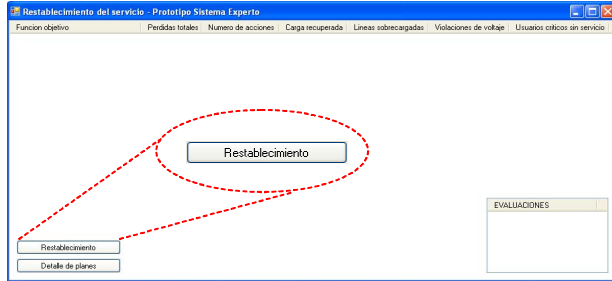 Restablecimiento del servicio - Prototipo Sistema Experto
Funcion objetivo Perdidas totales Numero de acciones Carga recuperada Lineas sobrecargadas Violaciones de voltaje Usuarios criticos sin servicio
Restablecimiento
EVALUACIONES
Restablecimiento
Detalle de planes